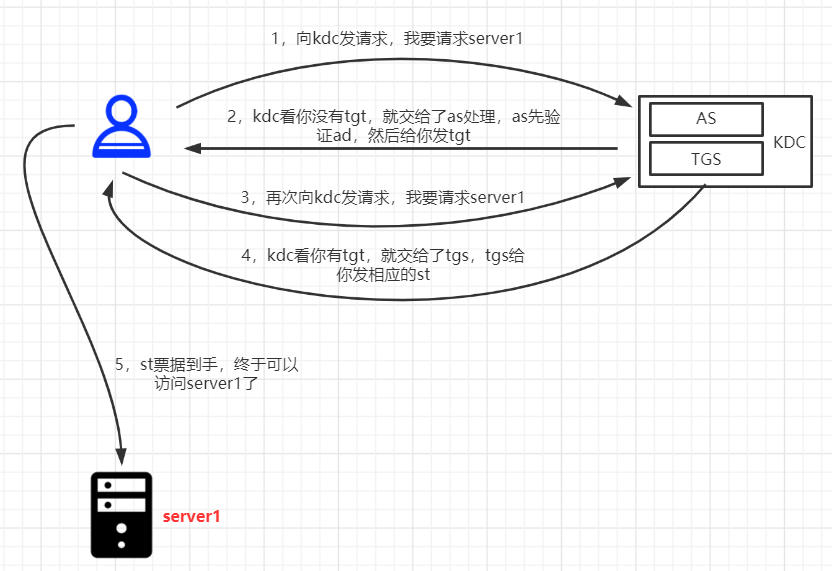 1，向kdc发请求，我要请求server1
2，kdc看你没有tgt，就交给了as处理，as先验
证ad，然后给你发tgt
AS
TGS
KDC
3，再次向kdc发请求，我要请求server1
4，kdc看你有tgt，就交给了tgs，tgs给
你发相应的st
5，st票据到手，终于可以
访问server1了
server1